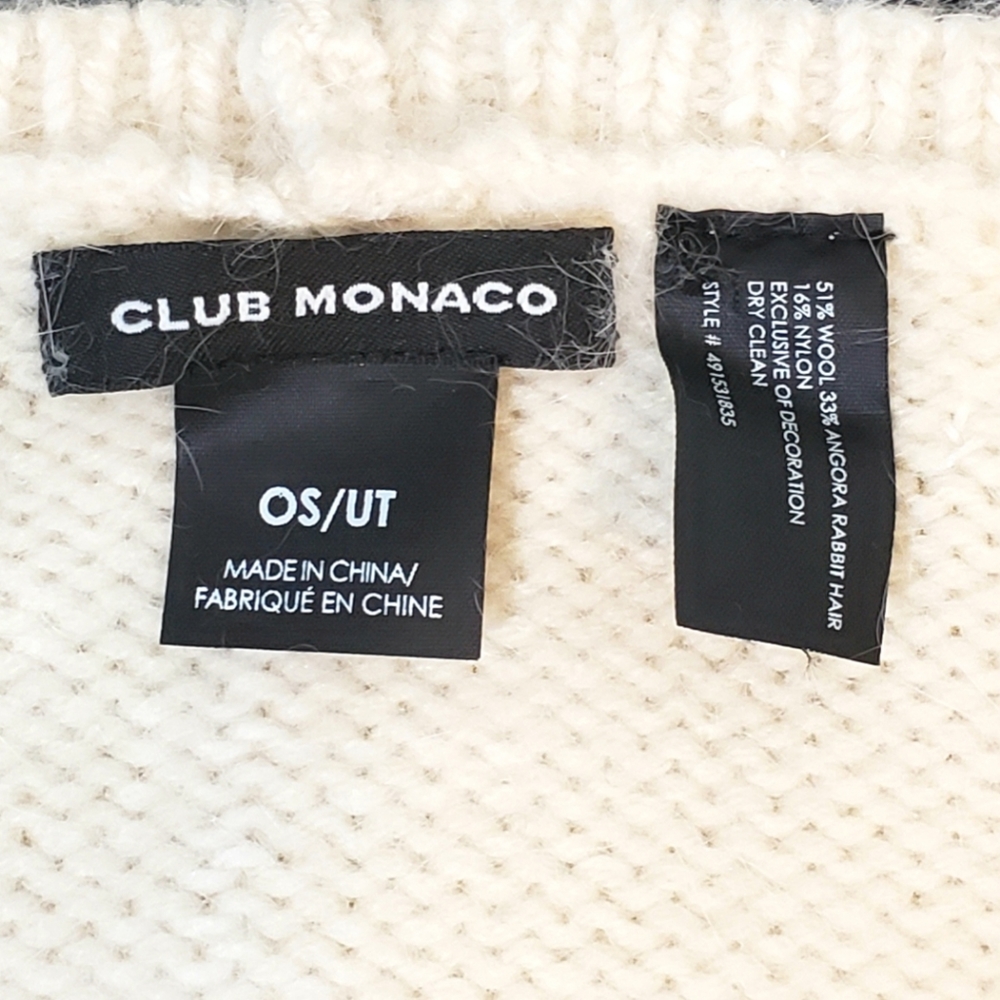 CLUB MONACO
OS/UT
MADE IN CHINA/
FABRIQUÉ EN CHINE
51% WOOL 33% ANGORA RABBIT HAIR
16% NYLON
EXCLUSIVE OF DECORATION
DRY CLEAN
STYLE # 491531835